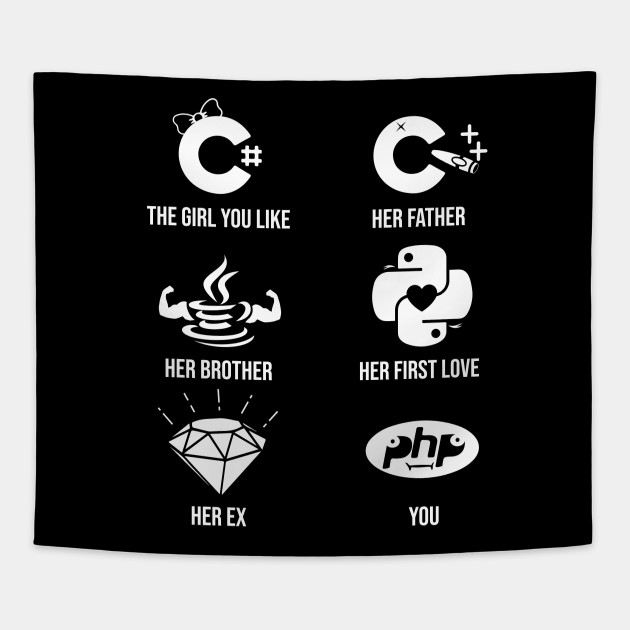 C#
THE GIRL YOU LIKE
C++
HER FATHER
HER BROTHER
HER FIRST LOVE
HER EX
php
YOU